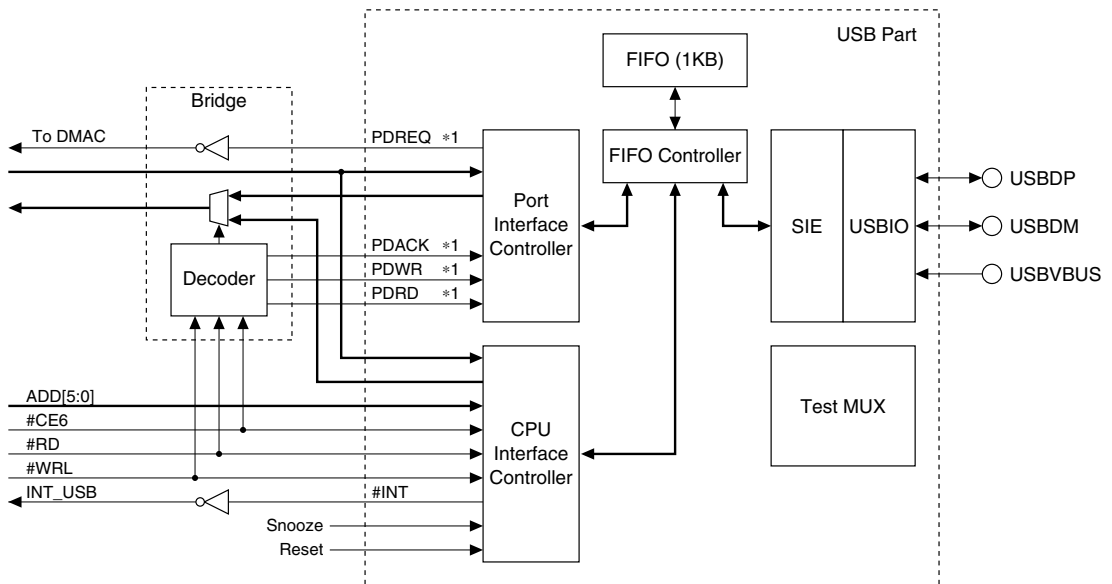 USB Part
FIFO (1KB)
Bridge
To DMAC
PDREQ *1
FIFO Controller
Port
Interface
Controller
SIE
USBIO
USBDP
USBDM
USBVBUS
Decoder
PDACK *1
PDWR *1
PDRD *1
ADD[5:0]
#CE6
#RD
#WRL
INT_USB
#INT
CPU
Interface
Controller
Test MUX
Snooze
Reset